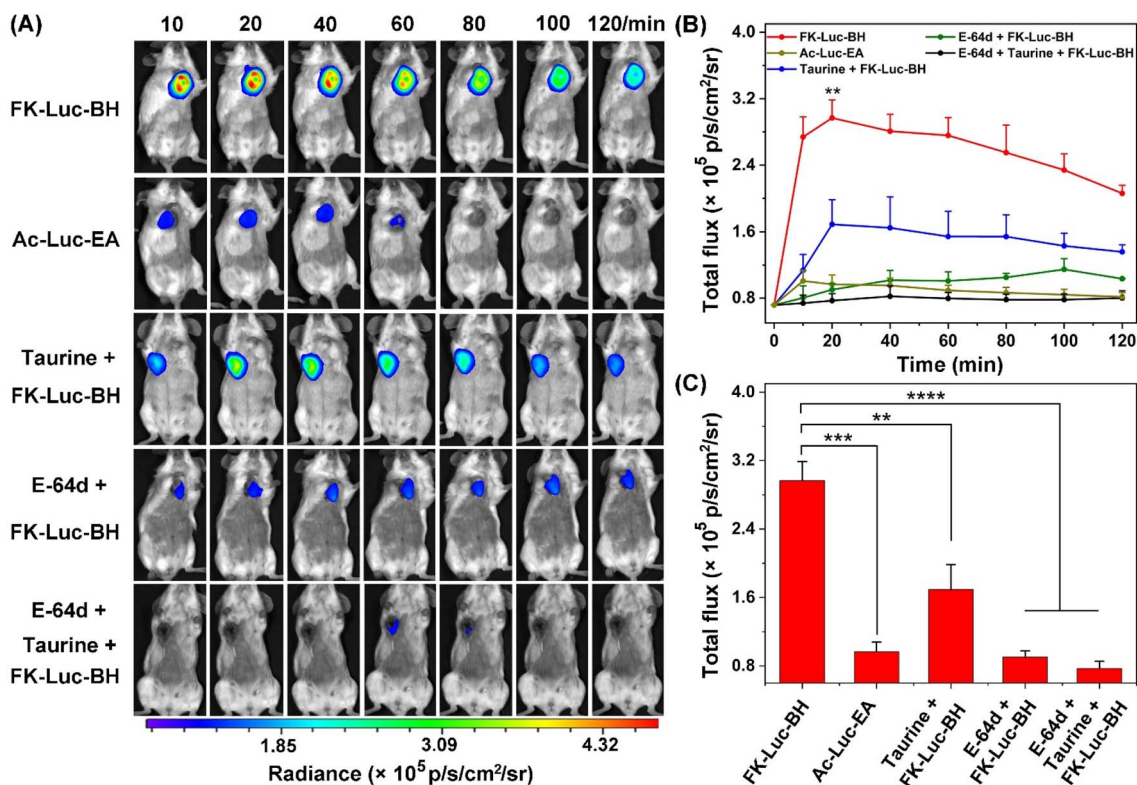 (A)
10 20 40 60 80 100 120/min
FK-Luc-BH
Ac-Luc-EA
Taurine +
FK-Luc-BH
E-64d +
FK-Luc-BH
E-64d +
Taurine +
FK-Luc-BH
1.85 3.09 4.32
Radiance (× 10⁵ p/s/cm²/sr)
(B)
4.0
3.2
2.4
1.6
0.8
Total flux (× 10⁵ p/s/cm²/sr)
FK-Luc-BH
Ac-Luc-EA
Taurine + FK-Luc-BH
E-64d + FK-Luc-BH
E-64d + Taurine + FK-Luc-BH
**
0 20 40 60 80 100 120
Time (min)
(C)
4.0
3.2
2.4
1.6
0.8
Total flux (× 10⁵ p/s/cm²/sr)
****
**
***
FK-Luc-BH
Ac-Luc-EA
Taurine +
FK-Luc-BH
E-64d +
FK-Luc-BH
E-64d +
Taurine +
FK-Luc-BH